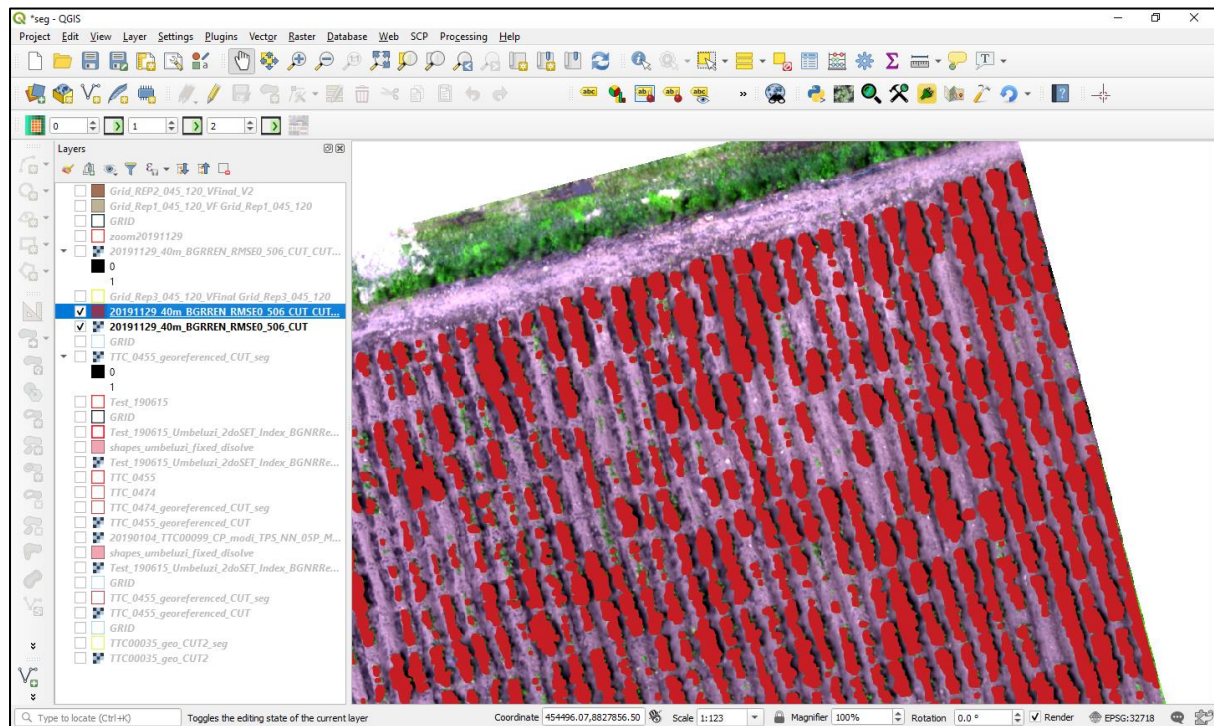 *seg - QGIS
Project Edit View Layer Settings Plugins Vector Raster Database Web SCP Processing Help
0 1 2
Layers
Grid_REP2_045_120_VFinal_V2
Grid_Rep1_045_120_VF Grid_Rep1_045_120
GRID
zoom20191129
20191129_40m_BGRREN_RMSE0_506_CUT_CUT...
0
1
Grid_Rep3_045_120_VFinal Grid_Rep3_045_120
20191129_40m_BGRREN_RMSE0_506_CUT_CUT...
20191129_40m_BGRREN_RMSE0_506_CUT
GRID
TTC_0455_georeferenced_CUT_seg
0
1
Test_190615
GRID
Test_190615_Umbeluzi_2doSET_Index_BGNRRe...
shapes_umbeluzi_fixed_disolve
Test_190615_Umbeluzi_2doSET_Index_BGNRRe...
TTC_0455
TTC_0474
TTC_0474_georeferenced_CUT_seg
TTC_0455_georeferenced_CUT
20190104_TTC00099_CP_modi_TPS_NN_05P_M...
shapes_umbeluzi_fixed_disolve
Test_190615_Umbeluzi_2doSET_Index_BGNRRe...
GRID
TTC_0455_georeferenced_CUT_seg
TTC_0455_georeferenced_CUT
GRID
TTC00035_geo_CUT2_seg
TTC00035_geo_CUT2
Type to locate (Ctrl+K) Toggles the editing state of the current layer Coordinate 454496.07,8827856.50 Scale 1:123 Magnifier 100% Rotation 0.0 ° Render EPSG:32718